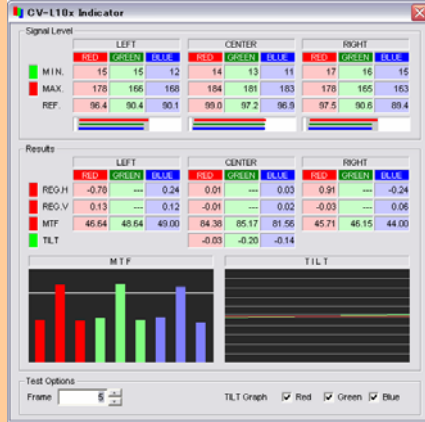 CV-L10x Indicator
Signal Level
LEFT CENTER RIGHT
RED GREEN BLUE RED GREEN BLUE RED GREEN BLUE
MIN. 15 15 12 14 13 11 17 16 15
MAX. 178 166 168 184 181 183 178 165 163
REF. 96.4 90.4 90.1 99.0 97.2 96.9 97.5 90.6 89.4
Results
LEFT CENTER RIGHT
RED GREEN BLUE RED GREEN BLUE RED GREEN BLUE
REG.H -0.78 --- 0.24 0.01 --- 0.03 0.91 --- -0.24
REG.V 0.13 --- 0.12 -0.01 --- 0.02 -0.03 --- 0.06
MTF 46.64 48.64 49.00 84.38 85.17 81.56 45.71 46.15 44.00
TILT -0.03 -0.20 -0.14
MTF TILT
Test Options
Frame 5 TILT Graph Red Green Blue